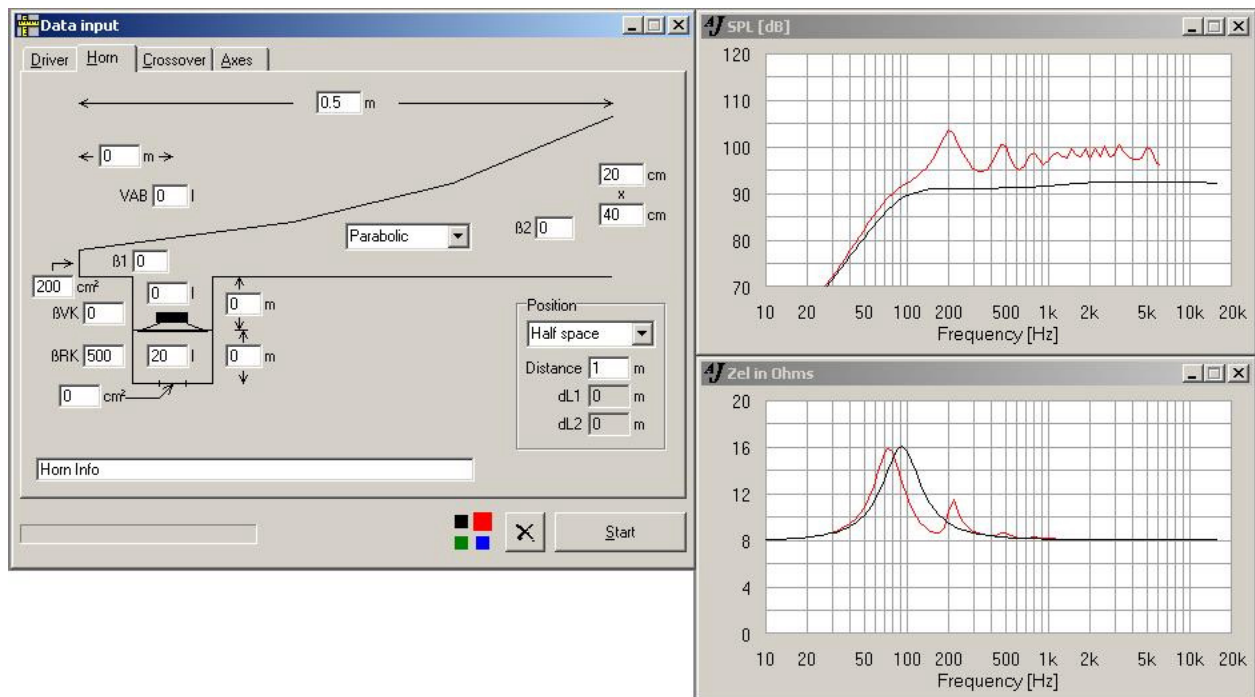 Data input
Driver Horn Crossover Axes
0.5 m
0 m
VAB 0 l
20 cm
x
40 cm
ß2 0
Parabolic
ß1 0
200 cm²
0 l
0 m
ßVK 0
ßRK 500
20 l
0 m
0 cm²
Position
Half space
Distance 1 m
dL1 0 m
dL2 0 m
Horn Info
Start
AJ SPL [dB]
120
110
100
90
80
70
10 20 50 100 200 500 1k 2k 5k 10k 20k
Frequency [Hz]
AJ Zel in Ohms
20
16
12
8
4
0
10 20 50 100 200 500 1k 2k 5k 10k 20k
Frequency [Hz]